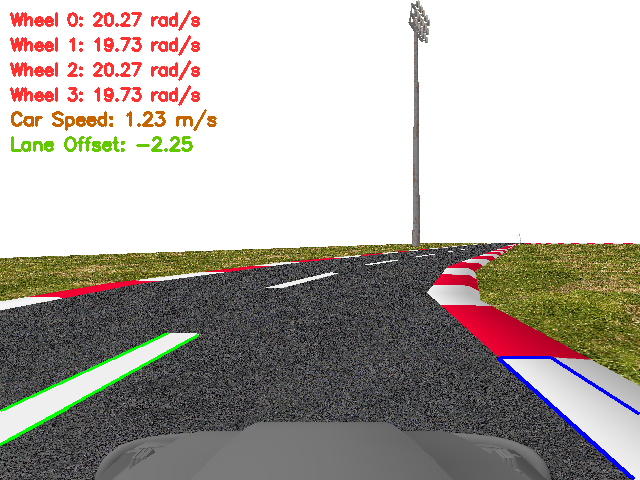 Wheel 0: 20.27 rad/s
Wheel 1: 19.73 rad/s
Wheel 2: 20.27 rad/s
Wheel 3: 19.73 rad/s
Car Speed: 1.23 m/s
Lane Offset: -2.25